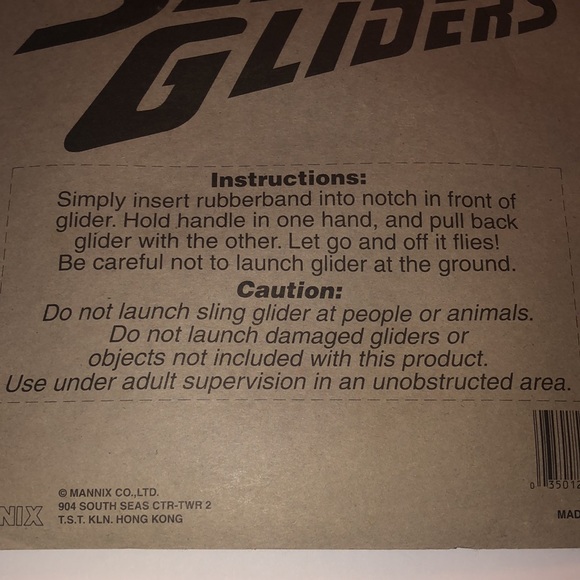 GLIDERS
Instructions:
Simply insert rubberband into notch in front of
glider. Hold handle in one hand, and pull back
glider with the other. Let go and off it flies!
Be careful not to launch glider at the ground.
Caution:
Do not launch sling glider at people or animals.
Do not launch damaged gliders or
objects not included with this product.
Use under adult supervision in an unobstructed area.
© MANNIX CO.,LTD.
904 SOUTH SEAS CTR-TWR 2
T.S.T. KLN. HONG KONG
NIX
0 35012
MAD